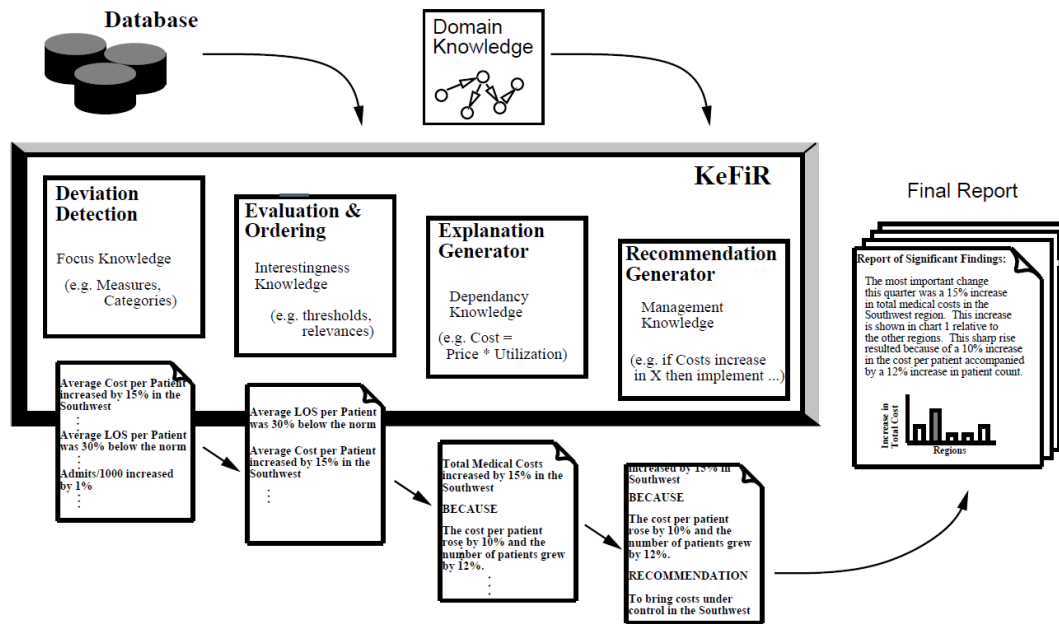 Database
Domain
Knowledge
KeFiR
Deviation
Detection
Focus Knowledge
(e.g. Measures,
Categories)
Evaluation &
Ordering
Interestingness
Knowledge
(e.g. thresholds,
relevances)
Explanation
Generator
Dependancy
Knowledge
(e.g. Cost =
Price * Utilization)
Recommendation
Generator
Management
Knowledge
(e.g. if Costs increase
in X then implement ...)
Average Cost per Patient
increased by 15% in the
Southwest
Average LOS per Patient
was 30% below the norm
Admits/1000 increased
by 1%
Average LOS per Patient
was 30% below the norm
Average Cost per Patient
increased by 15% in the
Southwest
Total Medical Costs
increased by 15% in the
Southwest
BECAUSE
The cost per patient
rose by 10% and the
number of patients grew
by 12%.
increased by 15% in
Southwest
BECAUSE
The cost per patient
rose by 10% and the
number of patients grew
by 12%.
RECOMMENDATION
To bring costs under
control in the Southwest
Final Report
Report of Significant Findings:
The most important change
this quarter was a 15% increase
in total medical costs in the
Southwest region. This increase
is shown in chart 1 relative to
the other regions. This sharp rise
resulted because of a 10% increase
in the cost per patient accompanied
by a 12% increase in patient count.
Increase in
Total Cost
Regions